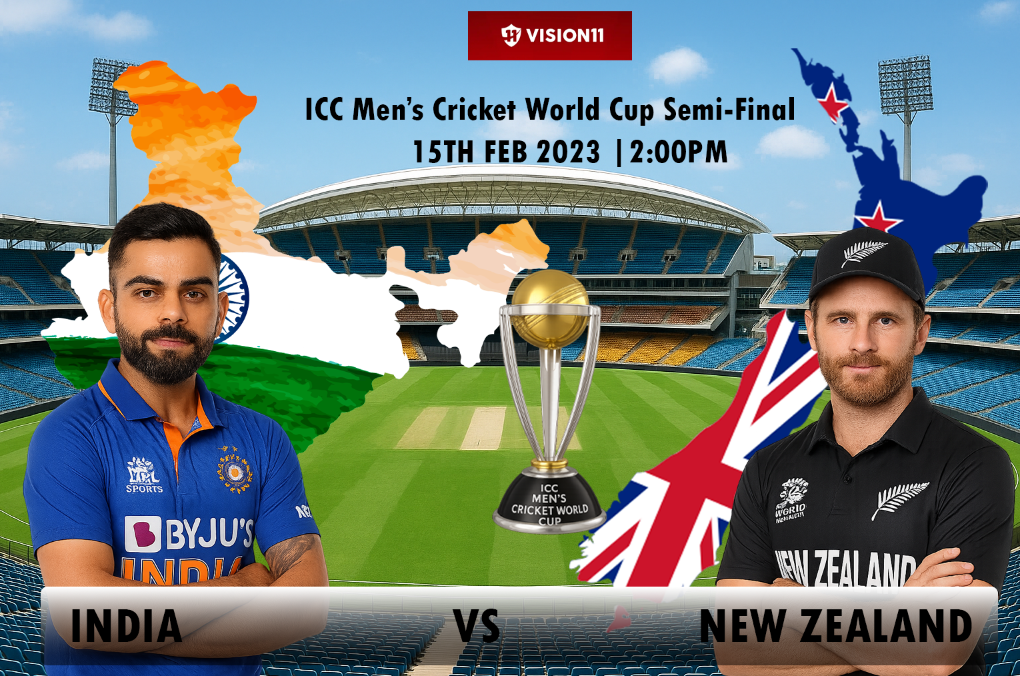 VISION11
ICC Men's Cricket World Cup Semi-Final
15TH FEB 2023 | 2:00PM
SPORTS
BYJU'S
INDIA
ICC
MEN'S
CRICKET WORLD
CUP
NEW ZEALAND
INDIA
VS
NEW ZEALAND